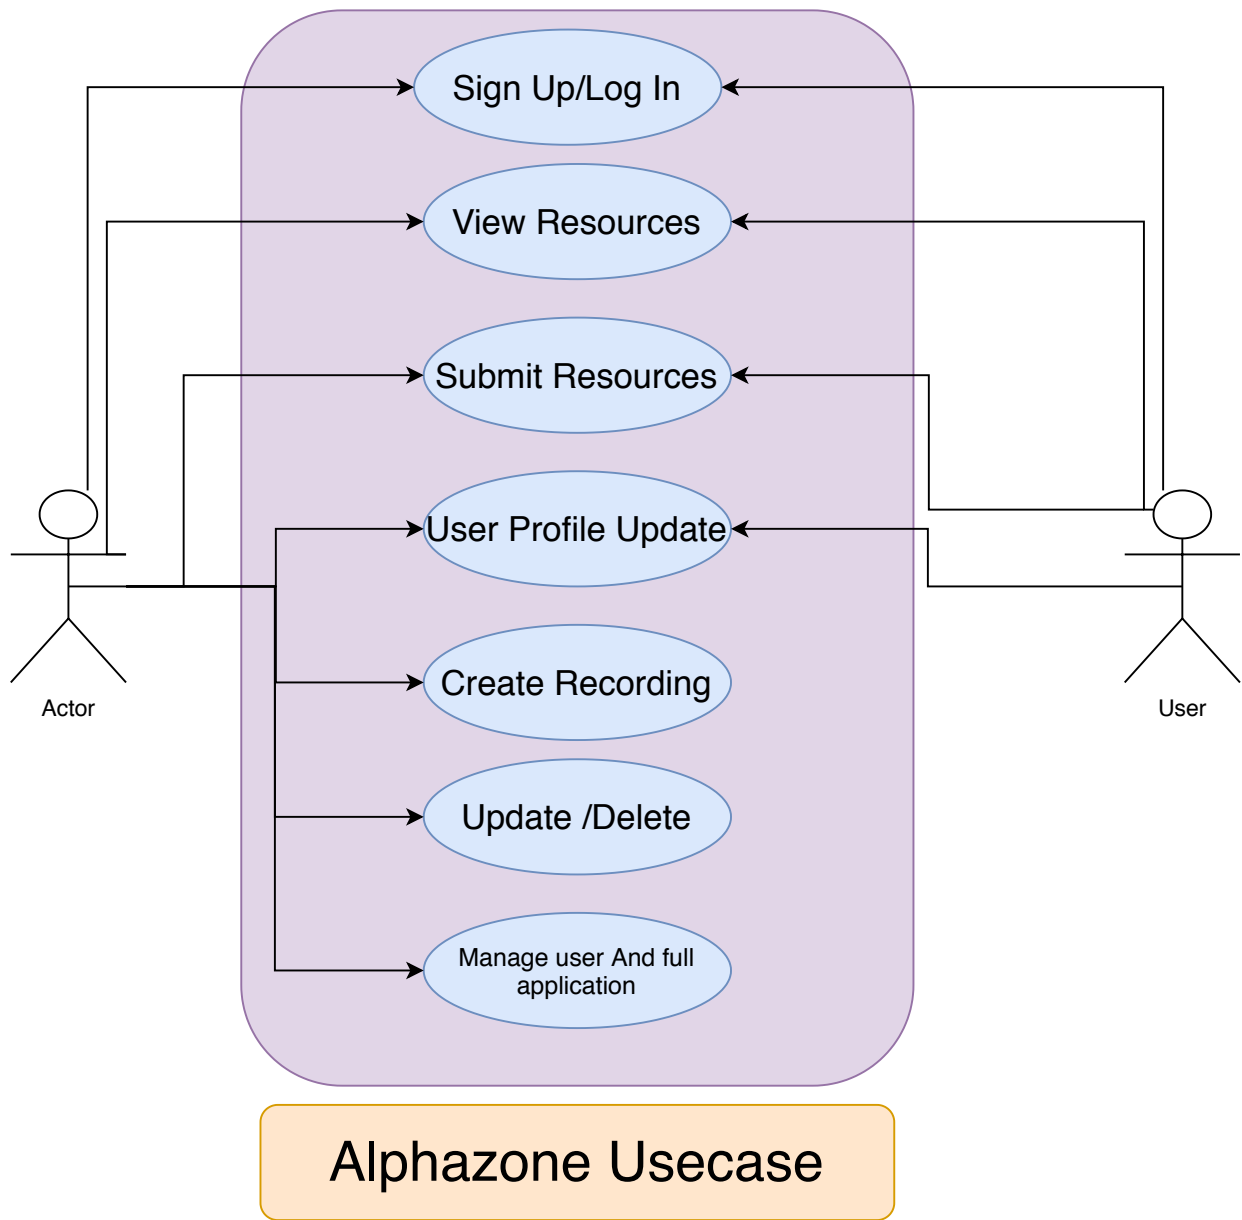 Sign Up/Log In
View Resources
Submit Resources
User Profile Update
Create Recording
Actor
User
Update /Delete
Manage user And full
application
Alphazone Usecase